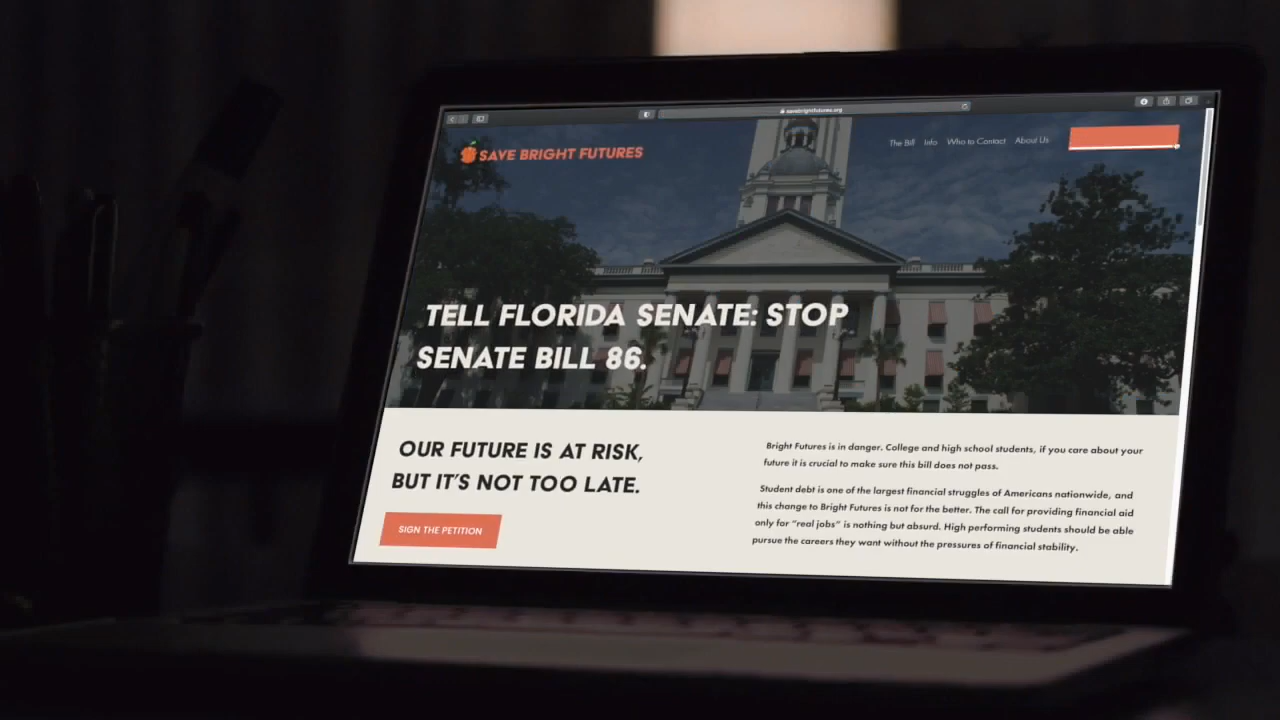 savebrightfutures.org
SAVE BRIGHT FUTURES
The Bill Info Who to Contact About Us
TELL FLORIDA SENATE: STOP
SENATE BILL 86.
OUR FUTURE IS AT RISK,
BUT IT'S NOT TOO LATE.
SIGN THE PETITION
Bright Futures is in danger. College and high school students, if you care about your
future it is crucial to make sure this bill does not pass.
Student debt is one of the largest financial struggles of Americans nationwide, and
this change to Bright Futures is not for the better. The call for providing financial aid
only for "real jobs" is nothing but absurd. High performing students should be able
pursue the careers they want without the pressures of financial stability.